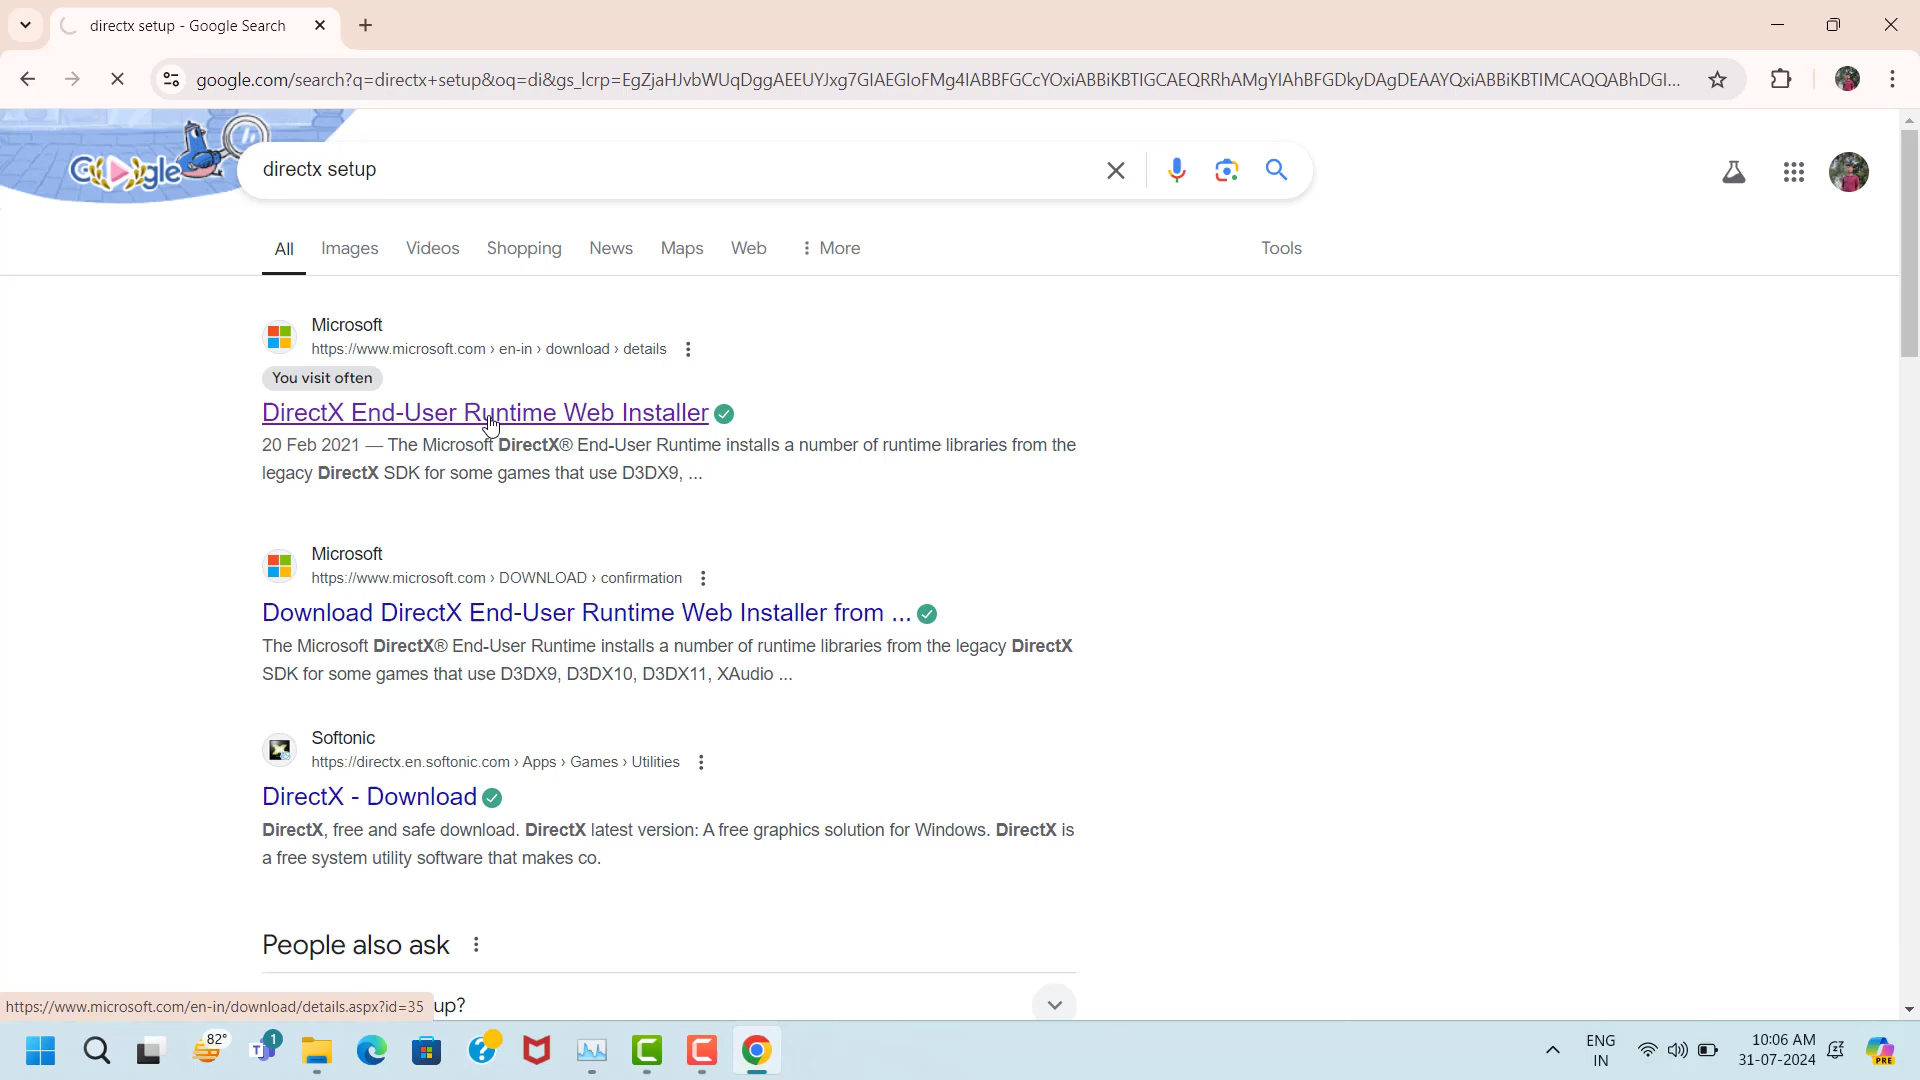 directx setup - Google Search
google.com/search?q=directx+setup&oq=di&gs_lcrp=EgZjaHJvbWUqDggAEEUYJxg7GIAEGIoFMg4IABBFGCcYOxiABBiKBTIGCAEQRRhAMgYIAhBFGDkyDAgDEAAYQxiABBiKBTIMCAQQABhDGI...
Google
directx setup
All
Images
Videos
Shopping
News
Maps
Web
More
Tools
Microsoft
https://www.microsoft.com › en-in › download › details
You visit often
DirectX End-User Runtime Web Installer
20 Feb 2021 — The Microsoft DirectX® End-User Runtime installs a number of runtime libraries from the
legacy DirectX SDK for some games that use D3DX9, ...
Microsoft
https://www.microsoft.com › DOWNLOAD › confirmation
Download DirectX End-User Runtime Web Installer from ...
The Microsoft DirectX® End-User Runtime installs a number of runtime libraries from the legacy DirectX
SDK for some games that use D3DX9, D3DX10, D3DX11, XAudio ...
Softonic
https://directx.en.softonic.com › Apps › Games › Utilities
DirectX - Download
DirectX, free and safe download. DirectX latest version: A free graphics solution for Windows. DirectX is
a free system utility software that makes co.
People also ask
up?
https://www.microsoft.com/en-in/download/details.aspx?id=35
82°
1
ENG
IN
10:06 AM
31-07-2024
PRE